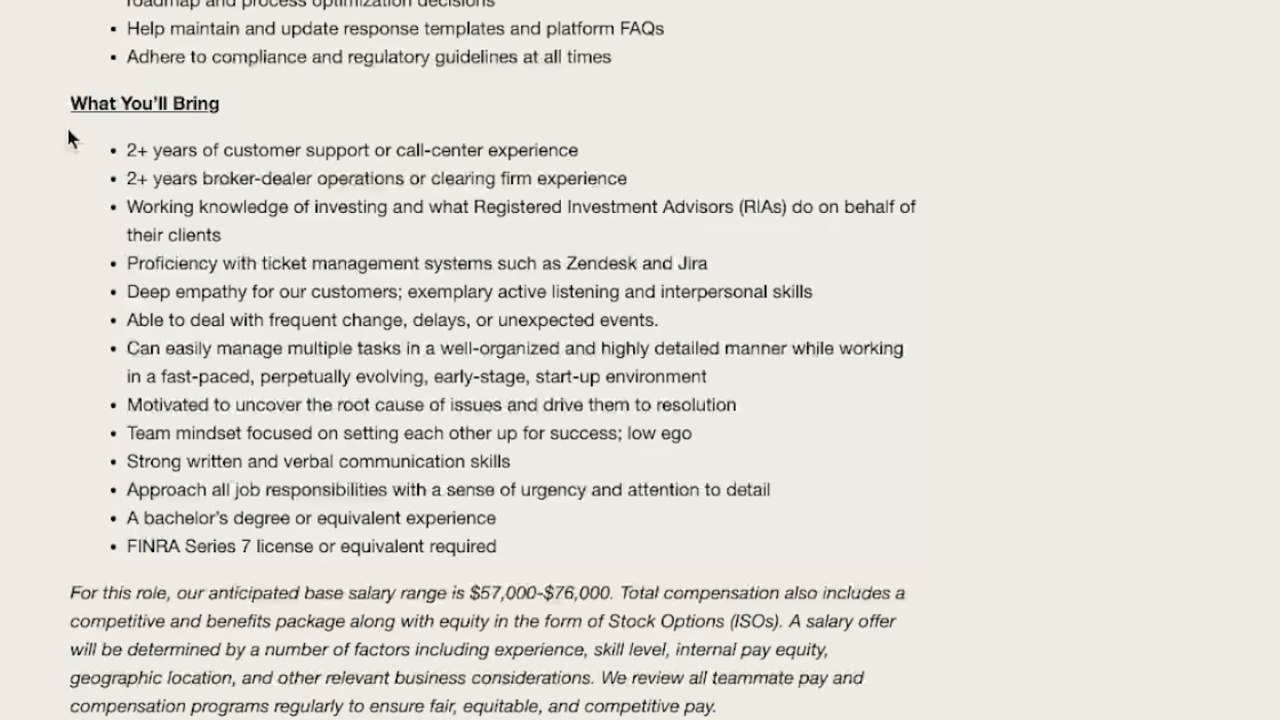 roadmap and process optimization decisions
• Help maintain and update response templates and platform FAQs
• Adhere to compliance and regulatory guidelines at all times
What You'll Bring
• 2+ years of customer support or call-center experience
• 2+ years broker-dealer operations or clearing firm experience
• Working knowledge of investing and what Registered Investment Advisors (RIAs) do on behalf of
their clients
• Proficiency with ticket management systems such as Zendesk and Jira
• Deep empathy for our customers; exemplary active listening and interpersonal skills
• Able to deal with frequent change, delays, or unexpected events.
• Can easily manage multiple tasks in a well-organized and highly detailed manner while working
in a fast-paced, perpetually evolving, early-stage, start-up environment
• Motivated to uncover the root cause of issues and drive them to resolution
• Team mindset focused on setting each other up for success; low ego
• Strong written and verbal communication skills
• Approach all job responsibilities with a sense of urgency and attention to detail
• A bachelor's degree or equivalent experience
• FINRA Series 7 license or equivalent required
For this role, our anticipated base salary range is $57,000-$76,000. Total compensation also includes a
competitive and benefits package along with equity in the form of Stock Options (ISOs). A salary offer
will be determined by a number of factors including experience, skill level, internal pay equity,
geographic location, and other relevant business considerations. We review all teammate pay and
compensation programs regularly to ensure fair, equitable, and competitive pay.